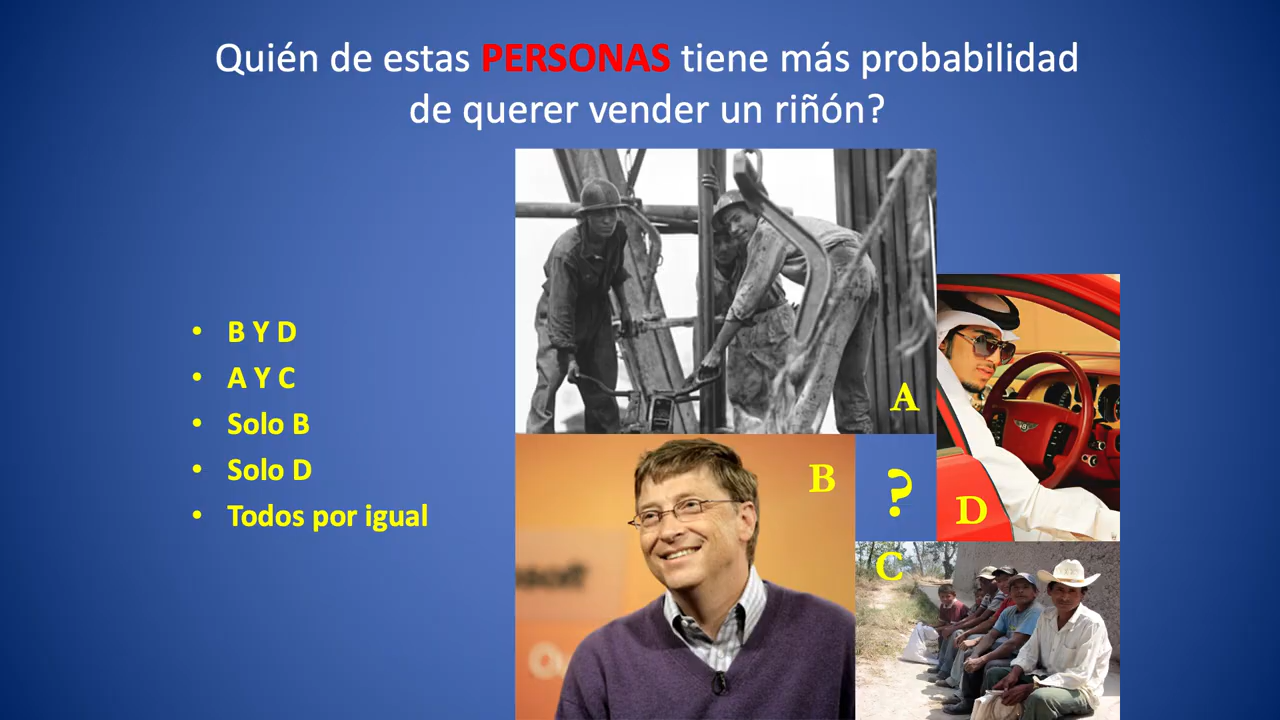 Quién de estas PERSONAS tiene más probabilidad
de querer vender un riñón?
• B Y D
• A Y C
• Solo B
• Solo D
• Todos por igual
A
B
?
D
C